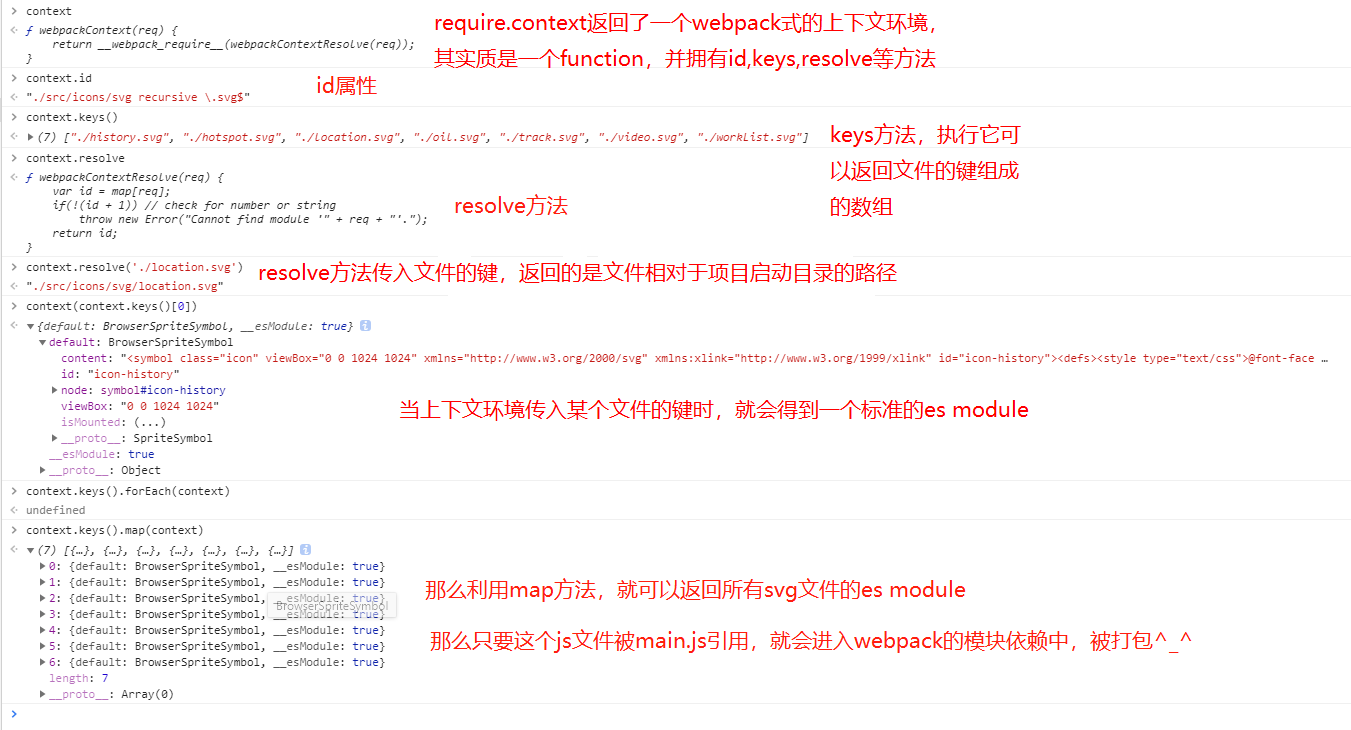 context
require.context返回了一个webpack式的上下文环境，
ƒ webpackContext(req) {
return __webpack_require__(webpackContextResolve(req));
}
其实质是一个function，并拥有id,keys,resolve等方法
context.id
id属性
"./src/icons/svg recursive \.svg$"
context.keys()
(7) ["./history.svg", "./hotspot.svg", "./location.svg", "./oil.svg", "./track.svg", "./video.svg", "./workList.svg"]
keys方法，执行它可
以返回文件的键组成
的数组
context.resolve
ƒ webpackContextResolve(req) {
var id = map[req];
if(!(id + 1)) // check for number or string
throw new Error("Cannot find module '" + req + "'.");
return id;
}
resolve方法
context.resolve('./location.svg')
resolve方法传入文件的键，返回的是文件相对于项目启动目录的路径
"./src/icons/svg/location.svg"
context(context.keys()[0])
{default: BrowserSpriteSymbol, __esModule: true} i
default: BrowserSpriteSymbol
content: "<symbol class="icon" viewBox="0 0 1024 1024" xmlns="http://www.w3.org/2000/svg" xmlns:xlink="http://www.w3.org/1999/xlink" id="icon-history"><defs><style type="text/css">@font-face …
id: "icon-history"
node: symbol#icon-history
viewBox: "0 0 1024 1024"
当上下文环境传入某个文件的键时，就会得到一个标准的es module
isMounted: (...)
__proto__: SpriteSymbol
__esModule: true
__proto__: Object
context.keys().forEach(context)
undefined
context.keys().map(context)
(7) [{…}, {…}, {…}, {…}, {…}, {…}, {…}] i
0: {default: BrowserSpriteSymbol, __esModule: true}
1: {default: BrowserSpriteSymbol, __esModule: true}
那么利用map方法，就可以返回所有svg文件的es module
2: {default: BrowserSpriteSymbol, __esModule: true}
BrowserSpriteSymbol
3: {default: BrowserSpriteSymbol, __esModule: true}
4: {default: BrowserSpriteSymbol, __esModule: true}
那么只要这个js文件被main.js引用，就会进入webpack的模块依赖中，被打包^_^
5: {default: BrowserSpriteSymbol, __esModule: true}
6: {default: BrowserSpriteSymbol, __esModule: true}
length: 7
__proto__: Array(0)